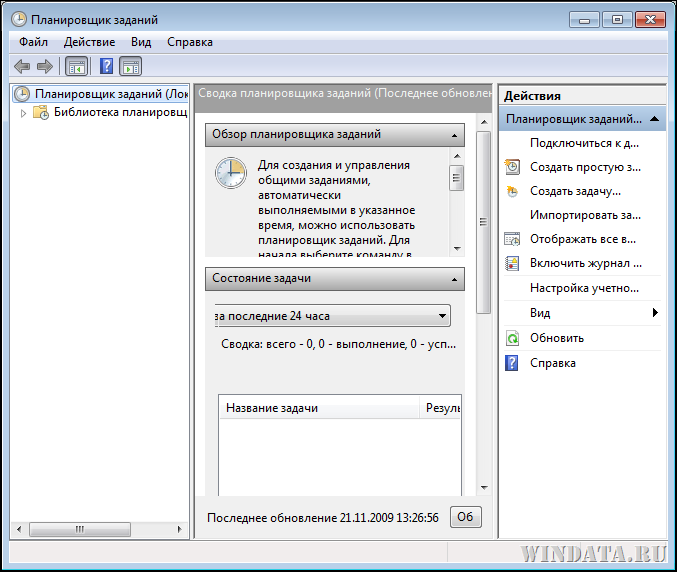 Планировщик заданий
Файл Действие Вид Справка
Планировщик заданий (Лок
Библиотека планировщ
Сводка планировщика заданий (Последнее обновлен
Обзор планировщика заданий
Для создания и управления
общими заданиями,
автоматически
выполняемыми в указанное
время, можно использовать
планировщик заданий. Для
начала выберите команду в
Состояние задачи
за последние 24 часа
Сводка: всего - 0, 0 - выполнение, 0 - усп...
Название задачи Резуль
Последнее обновление 21.11.2009 13:26:56 Об
Действия
Планировщик заданий...
Подключиться к д...
Создать простую з...
Создать задачу...
Импортировать за...
Отображать все в...
Включить журнал ...
Настройка учетно...
Вид
Обновить
Справка
WINDATA.RU